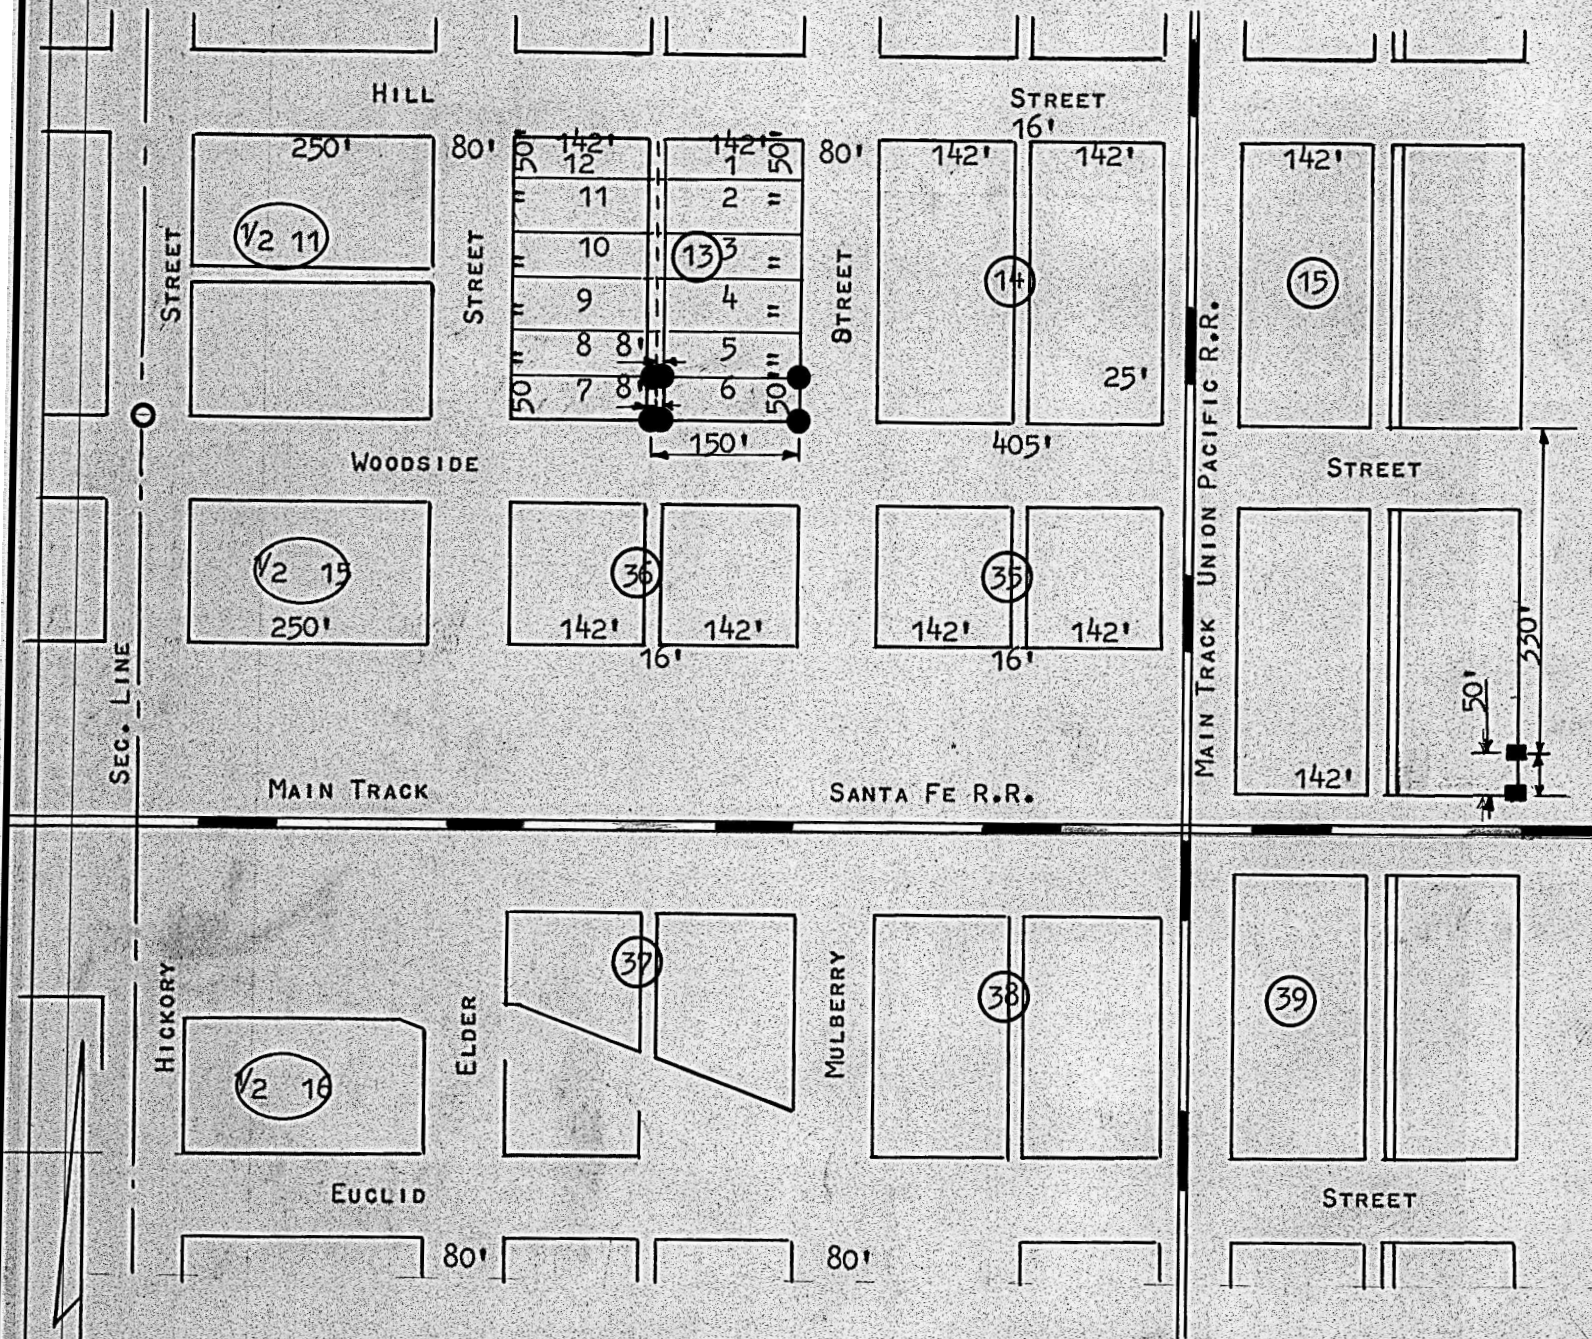 HILL STREET
16'
250' 80' 50' 142' 142' 50' 80' 142' 142' 142'
12 1
" 11 2 "
1/2 11
" 10 13 3 "
14 15
STREET STREET STREET
" 9 4 "
" 8 8' 5 "
50' 7 8' 6 50' 25'
150' 405'
WOODSIDE STREET
MAIN TRACK UNION PACIFIC R.R.
1/2 15 36 35
250' 142' 142' 142' 142'
16' 16'
330'
50'
SEC. LINE
142'
MAIN TRACK SANTA FE R.R.
37 38 39
HICKORY ELDER MULBERRY
1/2 16
EUCLID STREET
80' 80'